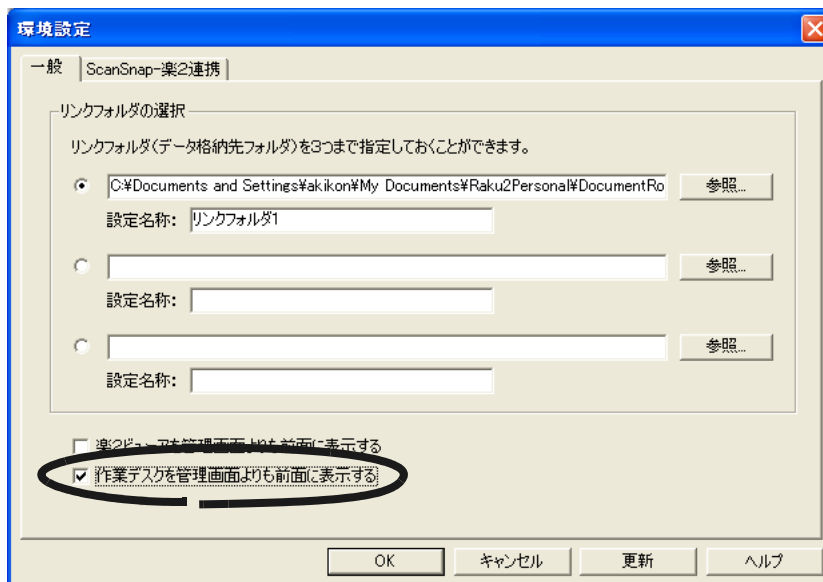 環境設定
一般 ScanSnap-楽2連携
リンクフォルダの選択
リンクフォルダ(データ格納先フォルダ)を3つまで指定しておくことができます。
C:¥Documents and Settings¥akikon¥My Documents¥Raku2Personal¥DocumentRo 参照...
設定名称: リンクフォルダ1
参照...
設定名称:
参照...
設定名称:
楽2ビューアを管理画面よりも前面に表示する
作業デスクを管理画面よりも前面に表示する
OK キャンセル 更新 ヘルプ